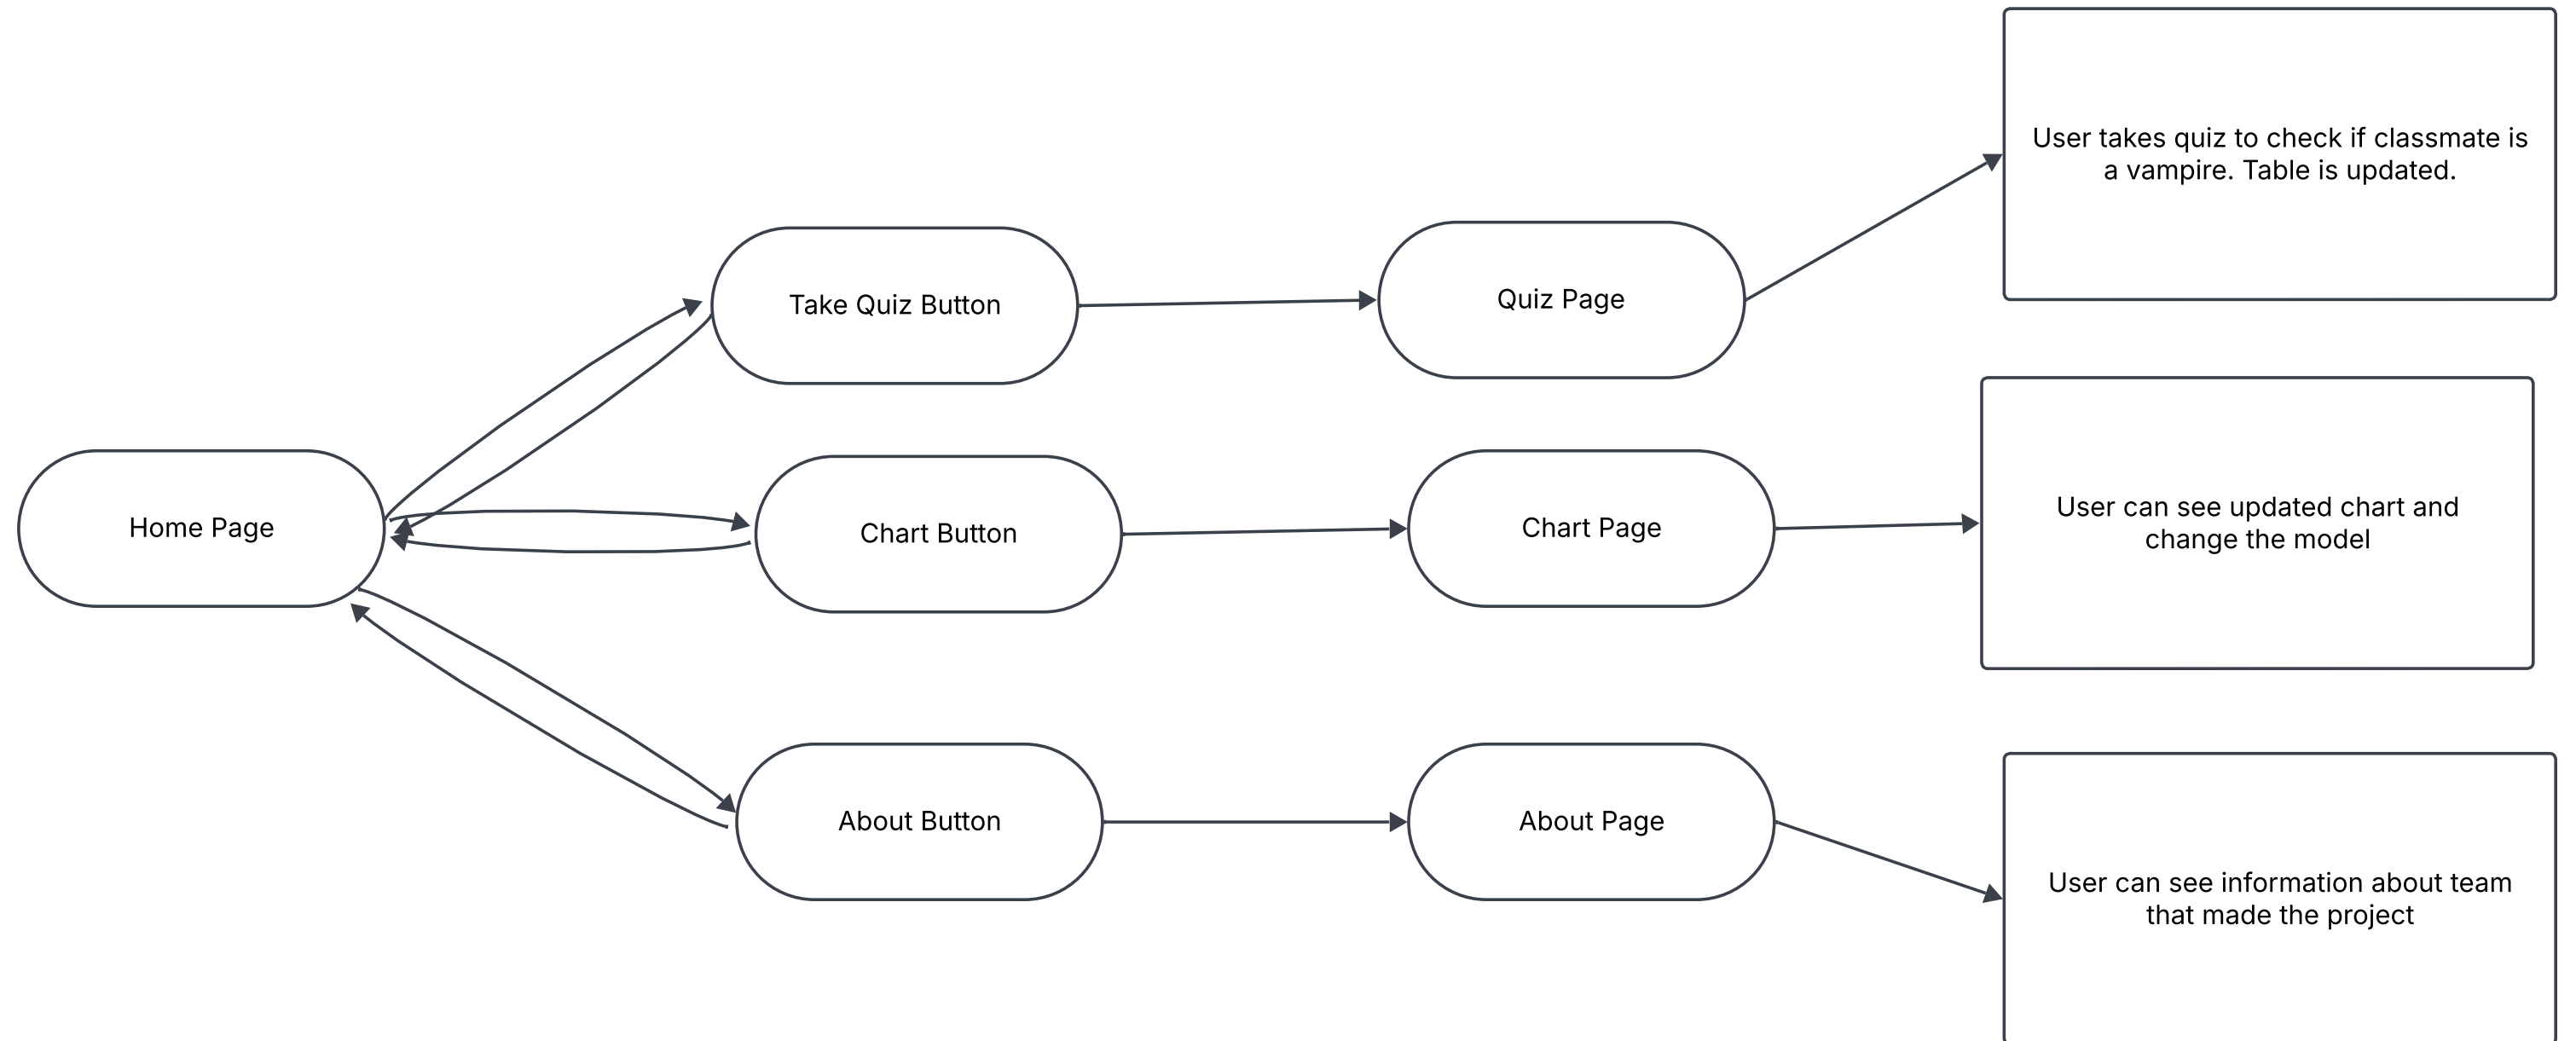 User takes quiz to check if classmate is
a vampire. Table is updated.
Take Quiz Button
Quiz Page
Home Page
Chart Button
Chart Page
User can see updated chart and
change the model
About Button
About Page
User can see information about team
that made the project